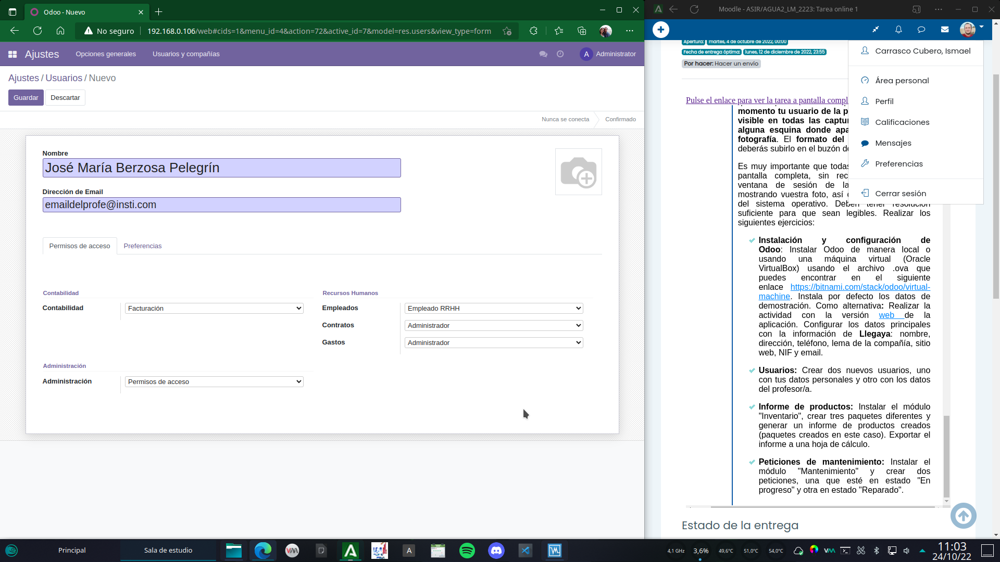 Odoo - Nuevo
No seguro
192.168.0.106/web#cids=1&menu_id=4&action=72&active_id=7&model=res.users&view_type=form
Ajustes
Opciones generales
Usuarios y compañías
A
Administrator
Ajustes / Usuarios / Nuevo
Guardar
Descartar
Nunca se conecta
Confirmado
Nombre
José María Berzosa Pelegrín
Dirección de Email
emaildelprofe@insti.com
Permisos de acceso
Preferencias
Contabilidad
Contabilidad
Facturación
Recursos Humanos
Empleados
Empleado RRHH
Contratos
Administrador
Gastos
Administrador
Administración
Administración
Permisos de acceso
Moodle - ASIR/AGUA2_LM_2223: Tarea online 1
Apertura: martes, 4 de octubre de 2022, 00:00
Fecha de entrega óptima: lunes, 12 de diciembre de 2022, 23:55
Por hacer: Hacer un envío
Carrasco Cubero, Ismael
Área personal
Perfil
Calificaciones
Mensajes
Preferencias
Cerrar sesión
Pulse el enlace para ver la tarea a pantalla compl
momento tu usuario de la p
visible en todas las captur
alguna esquina donde apa
fotografía. El formato del
deberás subirlo en el buzón de
Es muy importante que todas
pantalla completa, sin rec
ventana de sesión de la
mostrando vuestra foto, así
del sistema operativo. Deben tener resolución
suficiente para que sean legibles. Realizar los
siguientes ejercicios:
Instalación y configuración de
Odoo: Instalar Odoo de manera local o
usando una máquina virtual (Oracle
VirtualBox) usando el archivo .ova que
puedes encontrar en el siguiente
enlace https://bitnami.com/stack/odoo/virtual-
machine. Instala por defecto los datos de
demostración. Como alternativa: Realizar la
actividad con la versión web de la
aplicación. Configurar los datos principales
con la información de Llegaya: nombre,
dirección, teléfono, lema de la compañía, sitio
web, NIF y email.
Usuarios: Crear dos nuevos usuarios, uno
con tus datos personales y otro con los datos
del profesor/a.
Informe de productos: Instalar el módulo
"Inventario", crear tres paquetes diferentes y
generar un informe de productos creados
(paquetes creados en este caso). Exportar el
informe a una hoja de cálculo.
Peticiones de mantenimiento: Instalar el
módulo "Mantenimiento" y crear dos
peticiones, una que esté en estado "En
progreso" y otra en estado "Reparado".
Estado de la entrega
Principal
Sala de estudio
4,1 GHz
3,6%
49,6°C
51,0°C
54,0°C
11:03
24/10/22